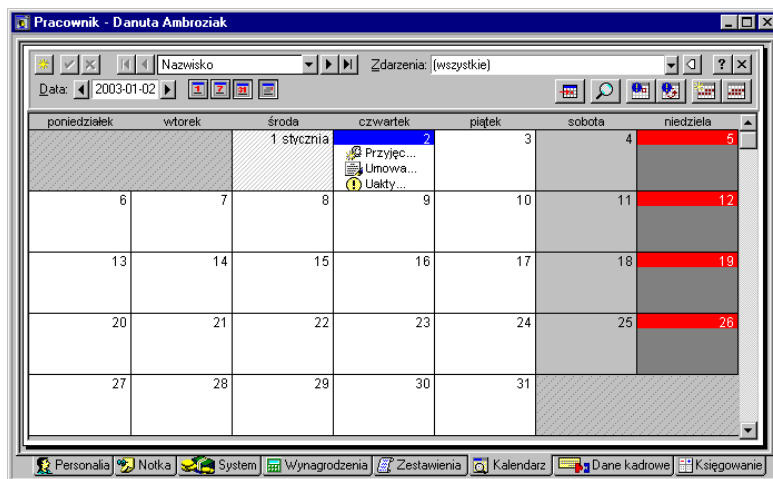 Pracownik - Danuta Ambroziak
Nazwisko Zdarzenia: (wszystkie) ?
Data: 2003-01-02 1 7 31
poniedziałek wtorek środa czwartek piątek sobota niedziela
1 stycznia 2 3 4 5
Przyjęc...
Umowa...
Uakty...
6 7 8 9 10 11 12
13 14 15 16 17 18 19
20 21 22 23 24 25 26
27 28 29 30 31
Personalia Notka System Wynagrodzenia Zestawienia Kalendarz Dane kadrowe Księgowanie